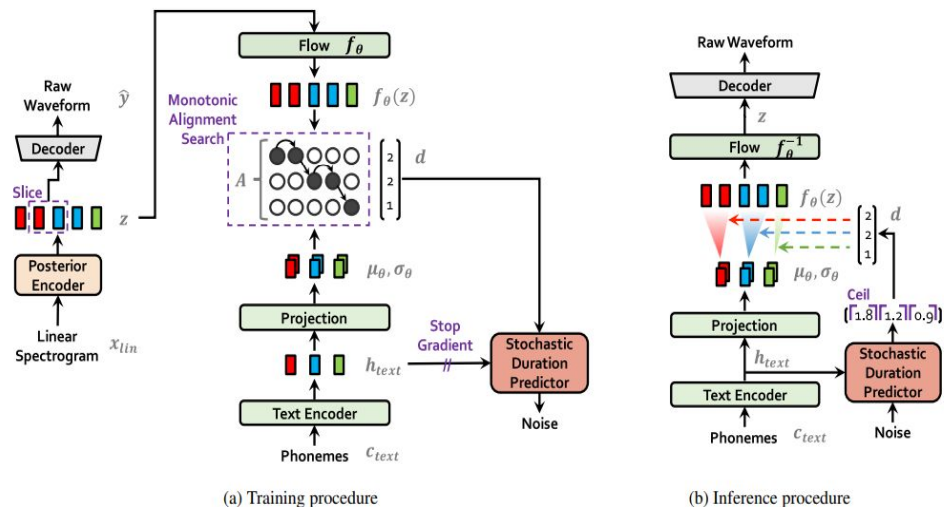 Flow f_θ
Raw
Waveform
ŷ
Monotonic
Alignment
Search
f_θ(z)
Decoder
Slice
A =
2
2
1
d
z
Posterior
Encoder
μ_θ, σ_θ
Linear
Spectrogram
x_lin
Projection
Stop
Gradient
h_text
//
Stochastic
Duration
Predictor
Text Encoder
Noise
Phonemes
c_text
(a) Training procedure
Raw Waveform
Decoder
z
Flow f_θ^-1
f_θ(z)
2
2
1
d
μ_θ, σ_θ
Ceil
⌈1.8⌉ ⌈1.2⌉ ⌈0.9⌉
Projection
h_text
Stochastic
Duration
Predictor
Text Encoder
Phonemes
c_text
Noise
(b) Inference procedure